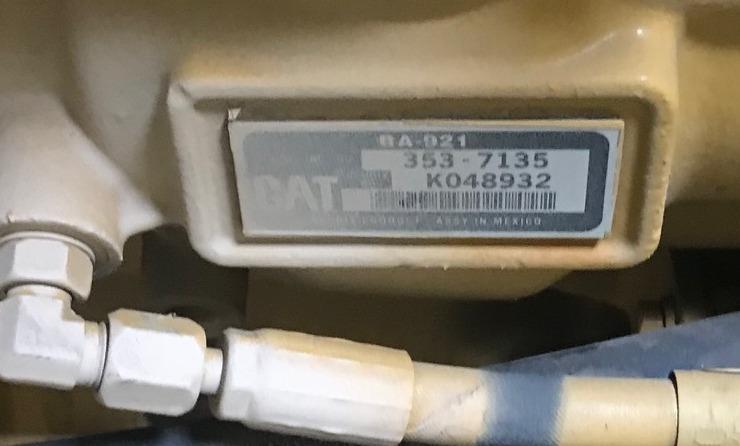 BA-921
353-7135
K048932
CAT
ASSY IN MEXICO